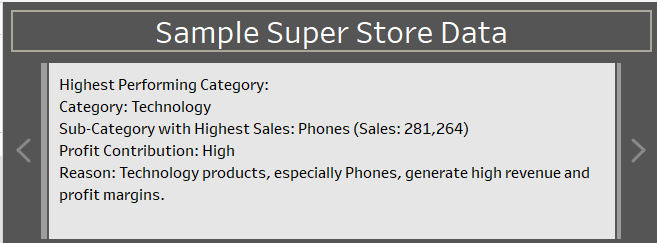 Sample Super Store Data
Highest Performing Category:
Category: Technology
Sub-Category with Highest Sales: Phones (Sales: 281,264)
Profit Contribution: High
Reason: Technology products, especially Phones, generate high revenue and
profit margins.